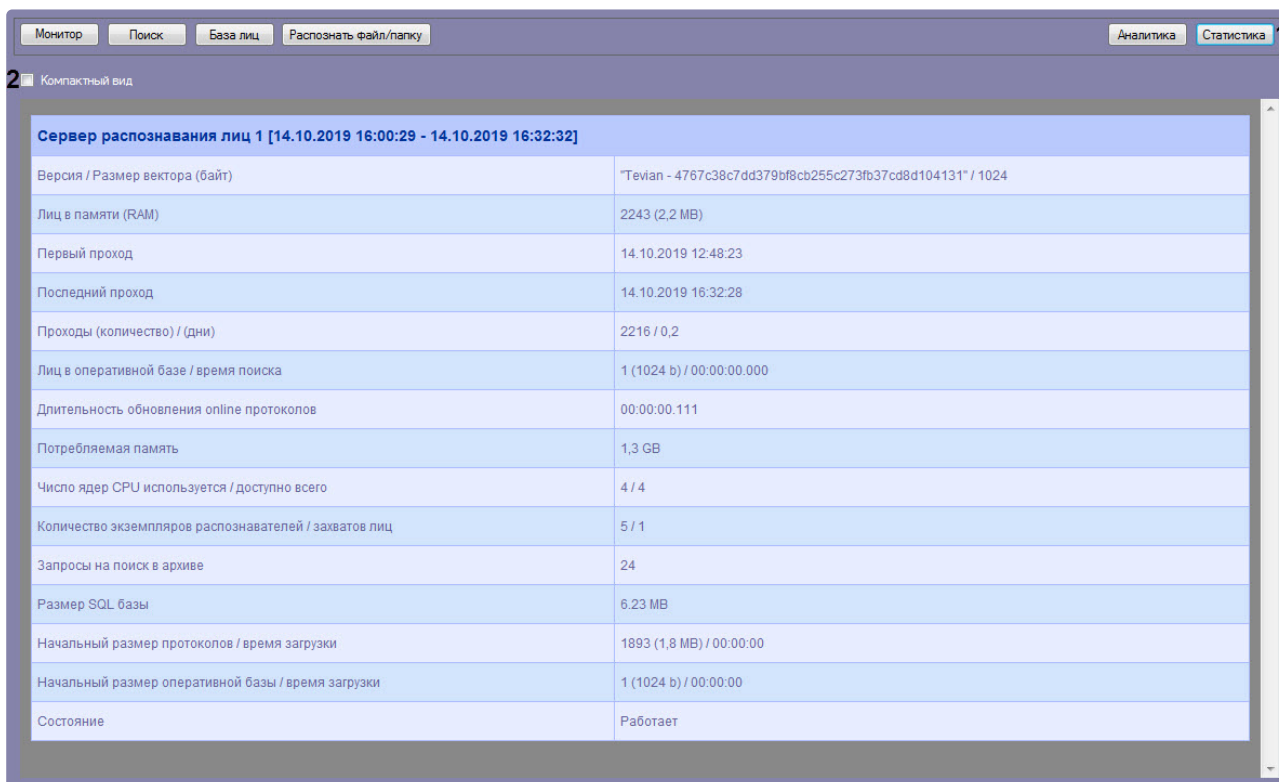 Монитор Поиск База лиц Распознать файл/папку Аналитика Статистика
2 Компактный вид
Сервер распознавания лиц 1 [14.10.2019 16:00:29 - 14.10.2019 16:32:32]
Версия / Размер вектора (байт) "Tevian - 4767c38c7dd379bf8cb255c273fb37cd8d104131" / 1024
Лиц в памяти (RAM) 2243 (2,2 MB)
Первый проход 14.10.2019 12:48:23
Последний проход 14.10.2019 16:32:28
Проходы (количество) / (дни) 2216 / 0,2
Лиц в оперативной базе / время поиска 1 (1024 b) / 00:00:00.000
Длительность обновления online протоколов 00:00:00.111
Потребляемая память 1,3 GB
Число ядер CPU используется / доступно всего 4 / 4
Количество экземпляров распознавателей / захватов лиц 5 / 1
Запросы на поиск в архиве 24
Размер SQL базы 6.23 MB
Начальный размер протоколов / время загрузки 1893 (1,8 MB) / 00:00:00
Начальный размер оперативной базы / время загрузки 1 (1024 b) / 00:00:00
Состояние Работает